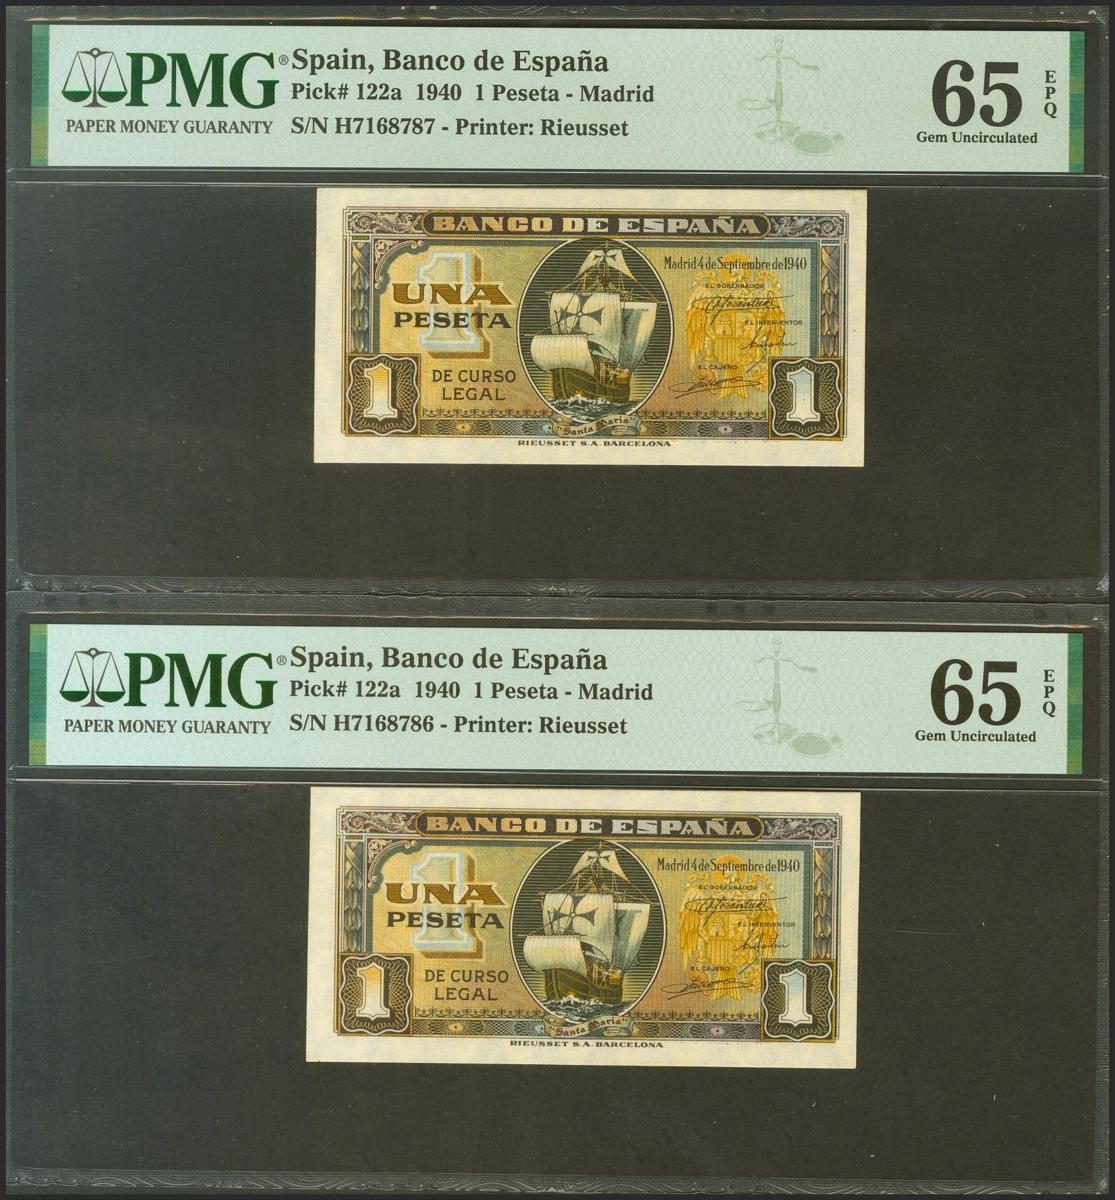 PMG®
PAPER MONEY GUARANTY
Spain, Banco de España
Pick# 122a 1940 1 Peseta - Madrid
S/N H7168787 - Printer: Rieusset
65
EPQ
Gem Uncirculated
BANCO DE ESPAÑA
1
UNA
PESETA
DE CURSO
LEGAL
Madrid 4 de Septiembre de 1940
EL GOBERNADOR
EL INTERVENTOR
EL CAJERO
1
1
"Santa Maria"
RIEUSSET S.A. BARCELONA
PMG®
PAPER MONEY GUARANTY
Spain, Banco de España
Pick# 122a 1940 1 Peseta - Madrid
S/N H7168786 - Printer: Rieusset
65
EPQ
Gem Uncirculated
BANCO DE ESPAÑA
1
UNA
PESETA
DE CURSO
LEGAL
Madrid 4 de Septiembre de 1940
EL GOBERNADOR
EL INTERVENTOR
EL CAJERO
1
1
"Santa Maria"
RIEUSSET S.A. BARCELONA